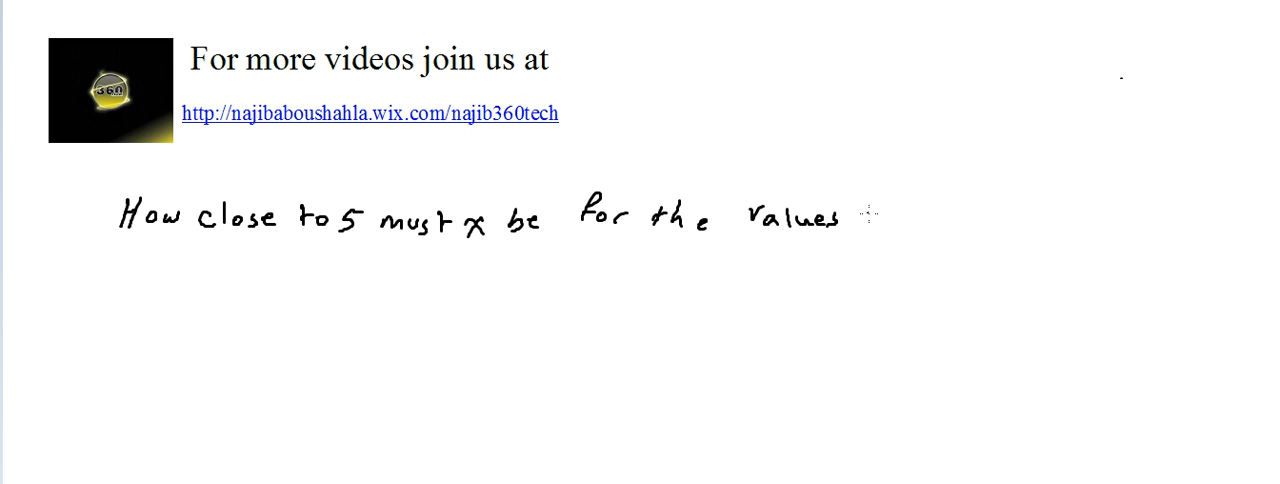 360
For more videos join us at
http://najibaboushahla.wix.com/najib360tech
How close to 5 must x be for the values